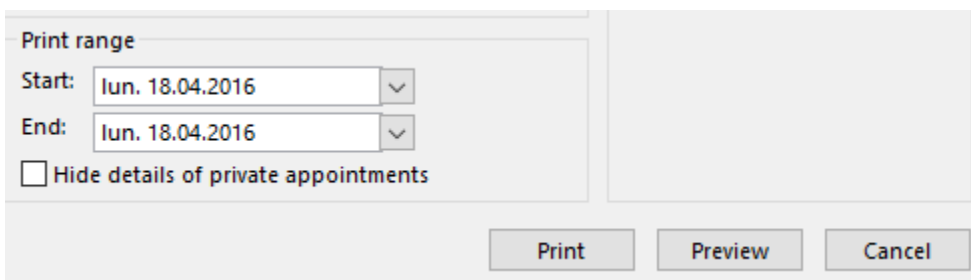 Print range
Start: lun. 18.04.2016
End: lun. 18.04.2016
Hide details of private appointments
Print Preview Cancel